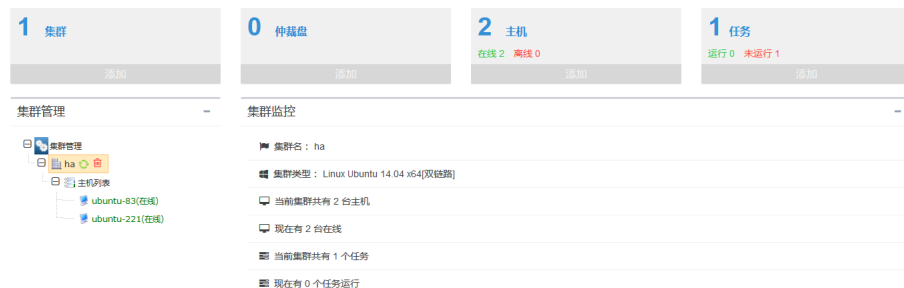 1 集群
添加
0 仲裁盘
添加
2 主机
在线 2 离线 0
添加
1 任务
运行 0 未运行 1
添加
集群管理
集群管理
ha
主机列表
ubuntu-83(在线)
ubuntu-221(在线)
集群监控
集群名： ha
集群类型： Linux Ubuntu 14.04 x64[双链路]
当前集群共有 2 台主机
现在有 2 台在线
当前集群共有 1 个任务
现在有 0 个任务运行